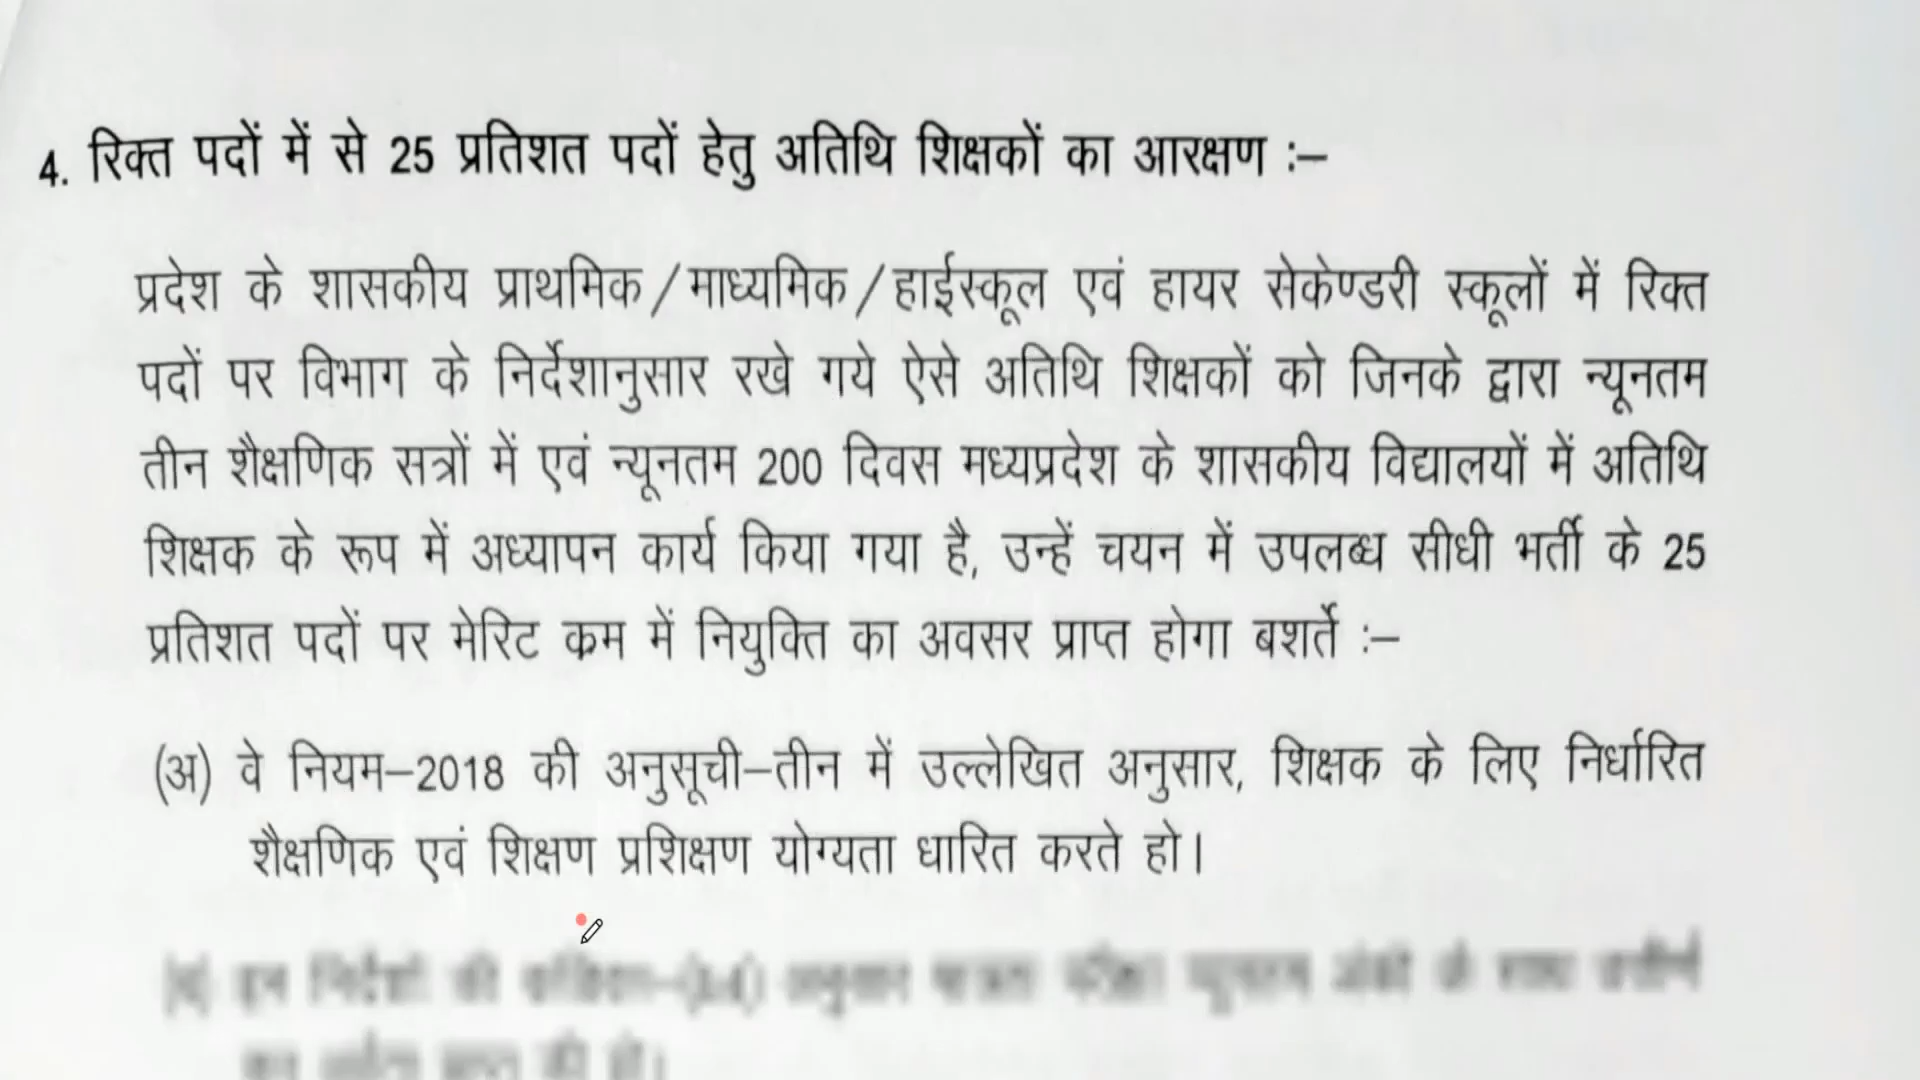 4. रिक्त पदों में से 25 प्रतिशत पदों हेतु अतिथि शिक्षकों का आरक्षण :–
प्रदेश के शासकीय प्राथमिक/माध्यमिक/हाईस्कूल एवं हायर सेकेण्डरी स्कूलों में रिक्त
पदों पर विभाग के निर्देशानुसार रखे गये ऐसे अतिथि शिक्षकों को जिनके द्वारा न्यूनतम
तीन शैक्षणिक सत्रों में एवं न्यूनतम 200 दिवस मध्यप्रदेश के शासकीय विद्यालयों में अतिथि
शिक्षक के रूप में अध्यापन कार्य किया गया है, उन्हें चयन में उपलब्ध सीधी भर्ती के 25
प्रतिशत पदों पर मेरिट कम में नियुक्ति का अवसर प्राप्त होगा बशर्ते :–
(अ) वे नियम–2018 की अनुसूची–तीन में उल्लेखित अनुसार, शिक्षक के लिए निर्धारित
शैक्षणिक एवं शिक्षण प्रशिक्षण योग्यता धारित करते हो।